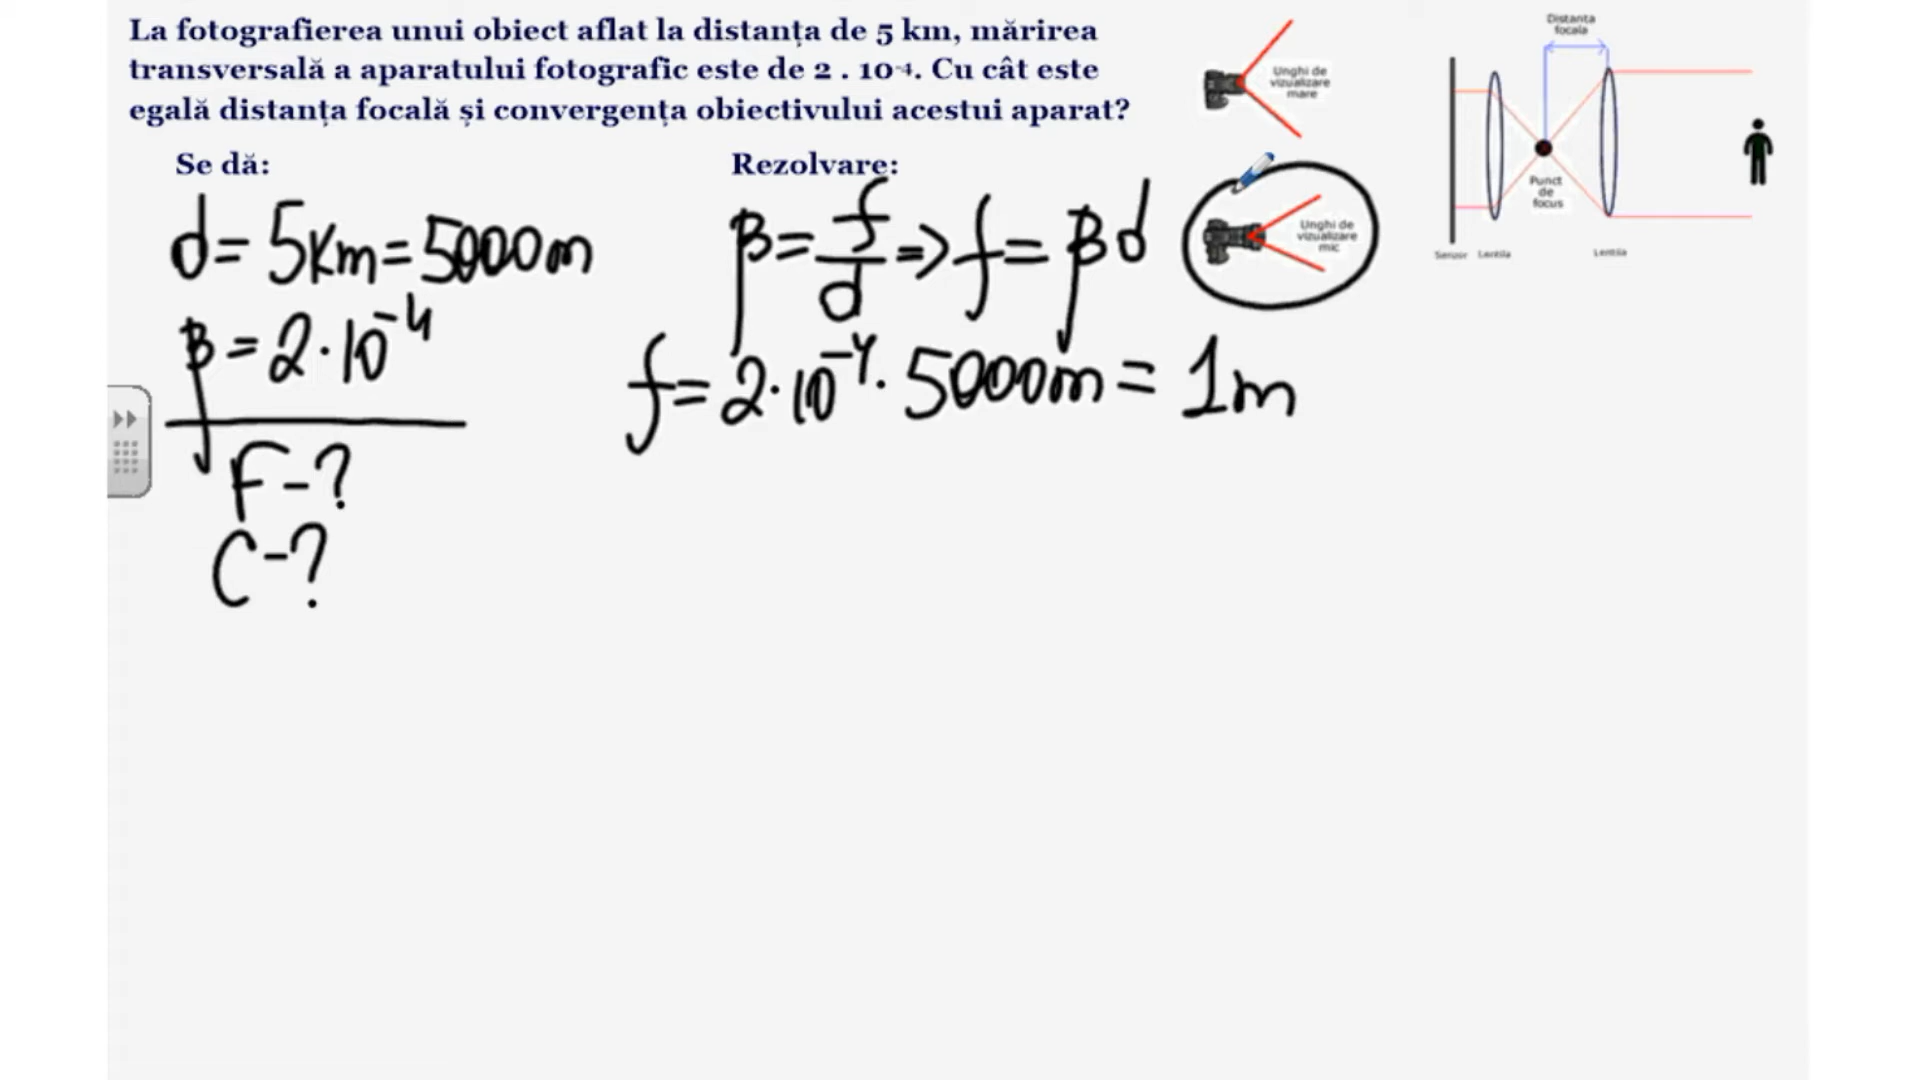 La fotografierea unui obiect aflat la distanța de 5 km, mărirea
transversală a aparatului fotografic este de 2 . 10⁻⁴. Cu cât este
egală distanța focală și convergența obiectivului acestui aparat?
Se dă:
d = 5km = 5000m
β = 2·10⁻⁴
F - ?
C - ?
Rezolvare:
β = f/d => f = βd
f = 2·10⁻⁴·5000m = 1m
Unghi de
vizualizare
mare
Unghi de
vizualizare
mic
Distanta
focala
Punct
de
focus
Senzor Lentila Lentila